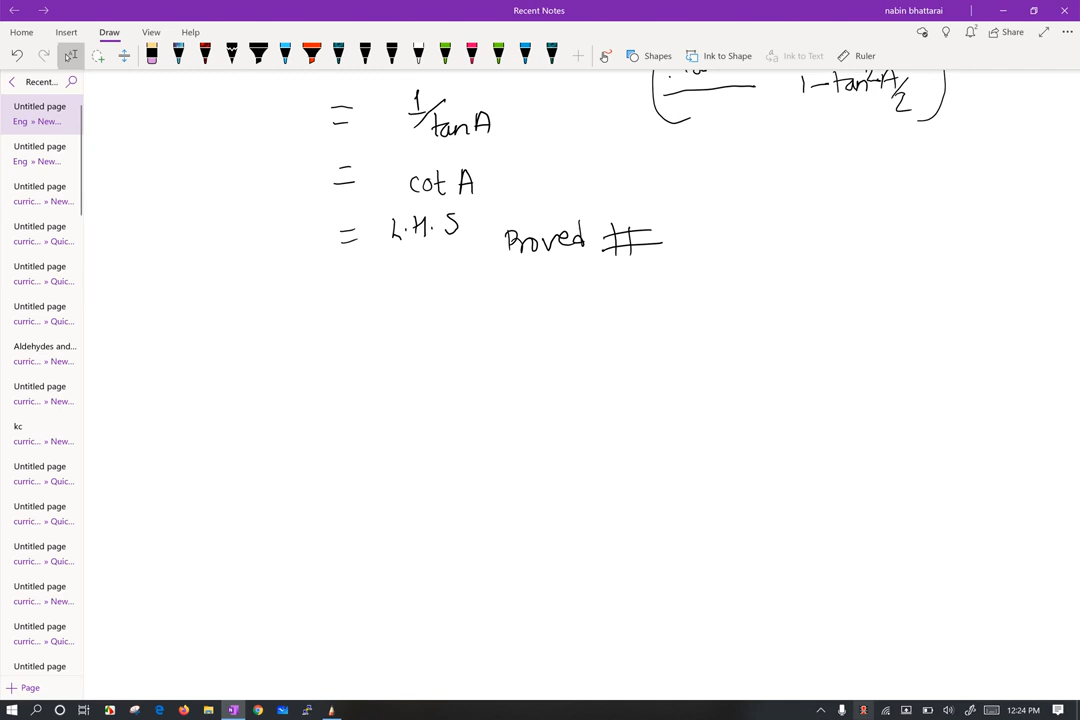 Recent Notes
nabin bhattarai
Home Insert Draw View Help
Share
Shapes Ink to Shape Ink to Text Ruler
Recent...
Untitled page
Eng » New...
Untitled page
Eng » New...
Untitled page
curric... » New...
Untitled page
curric... » Quic...
Untitled page
curric... » Quic...
Untitled page
curric... » Quic...
Aldehydes and...
curric... » New...
Untitled page
curric... » New...
kc
curric... » New...
Untitled page
curric... » Quic...
Untitled page
curric... » Quic...
Untitled page
curric... » Quic...
Untitled page
curric... » New...
Untitled page
curric... » Quic...
Untitled page
+ Page
1 - tan²A/2
= 1/tan A
= cot A
= L.H.S Proved #
12:24 PM